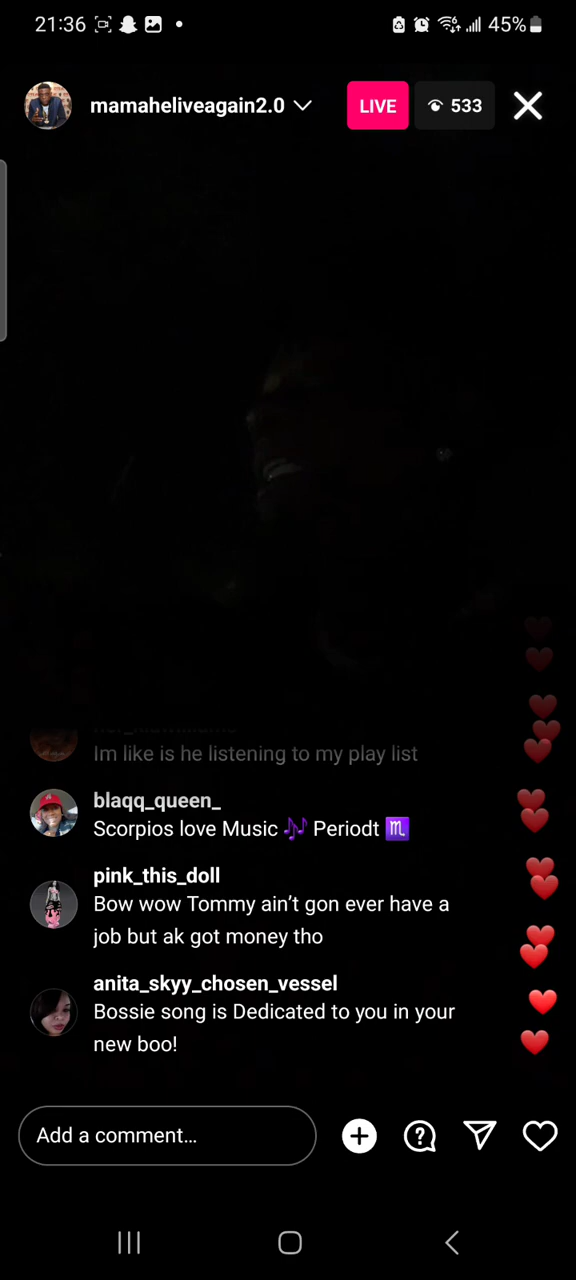 21:36
45%
mamaheliveagain2.0
LIVE
533
Im like is he listening to my play list
blaqq_queen_
Scorpios love Music 🎶 Periodt ♏
pink_this_doll
Bow wow Tommy ain’t gon ever have a
job but ak got money tho
anita_skyy_chosen_vessel
Bossie song is Dedicated to you in your
new boo!
Add a comment...